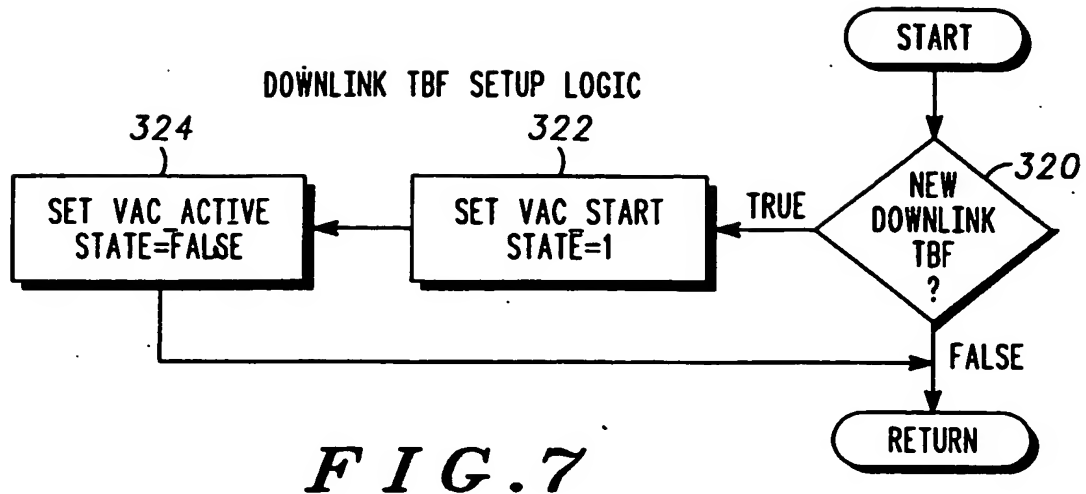 START
DOWNLINK TBF SETUP LOGIC
324
322
320
NEW
DOWNLINK
TBF
?
TRUE
SET VAC_START
STATE=1
SET VAC_ACTIVE
STATE=FALSE
FALSE
RETURN
FIG.7